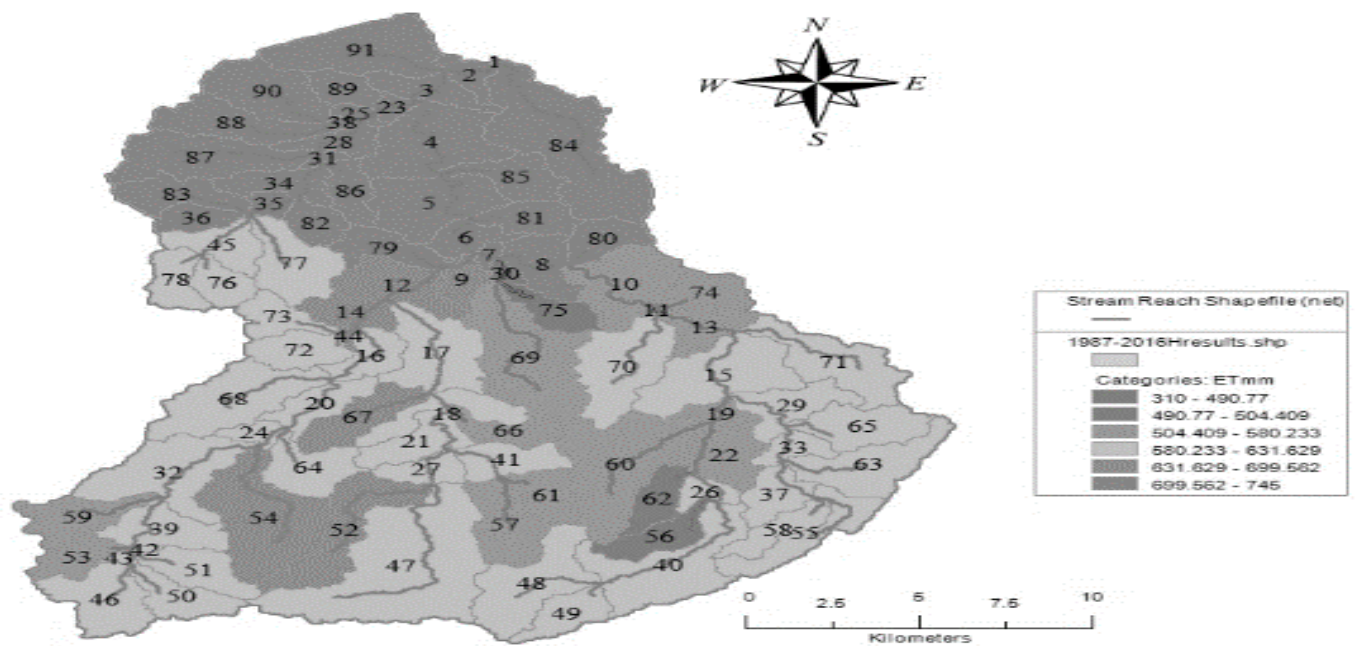 N
W E
S
91
1
2
90 89 3
25 23
88 38
28 4 84
87 31
85
34 86
83 35 5
36 82 81
6 80
45 79
7
77 8
78 76 9 30 10
12 74
75
14 11
73 13
44
72 16 17 69
70 71
15
68 20
67 18 19 29
24 66 65
21
22 33
64 27 41 60 63
32
62 26 37
61
59 54 57
39 52 56 58 55
53 43 42
51 47 40
48
46 50
49
Stream Reach Shapefile (net)
1987-2016Hresults.shp
Categories: ETmm
310 - 490.77
490.77 - 504.409
504.409 - 580.233
580.233 - 631.629
631.629 - 699.562
699.562 - 745
0 2.5 5 7.5 10
Kilometers